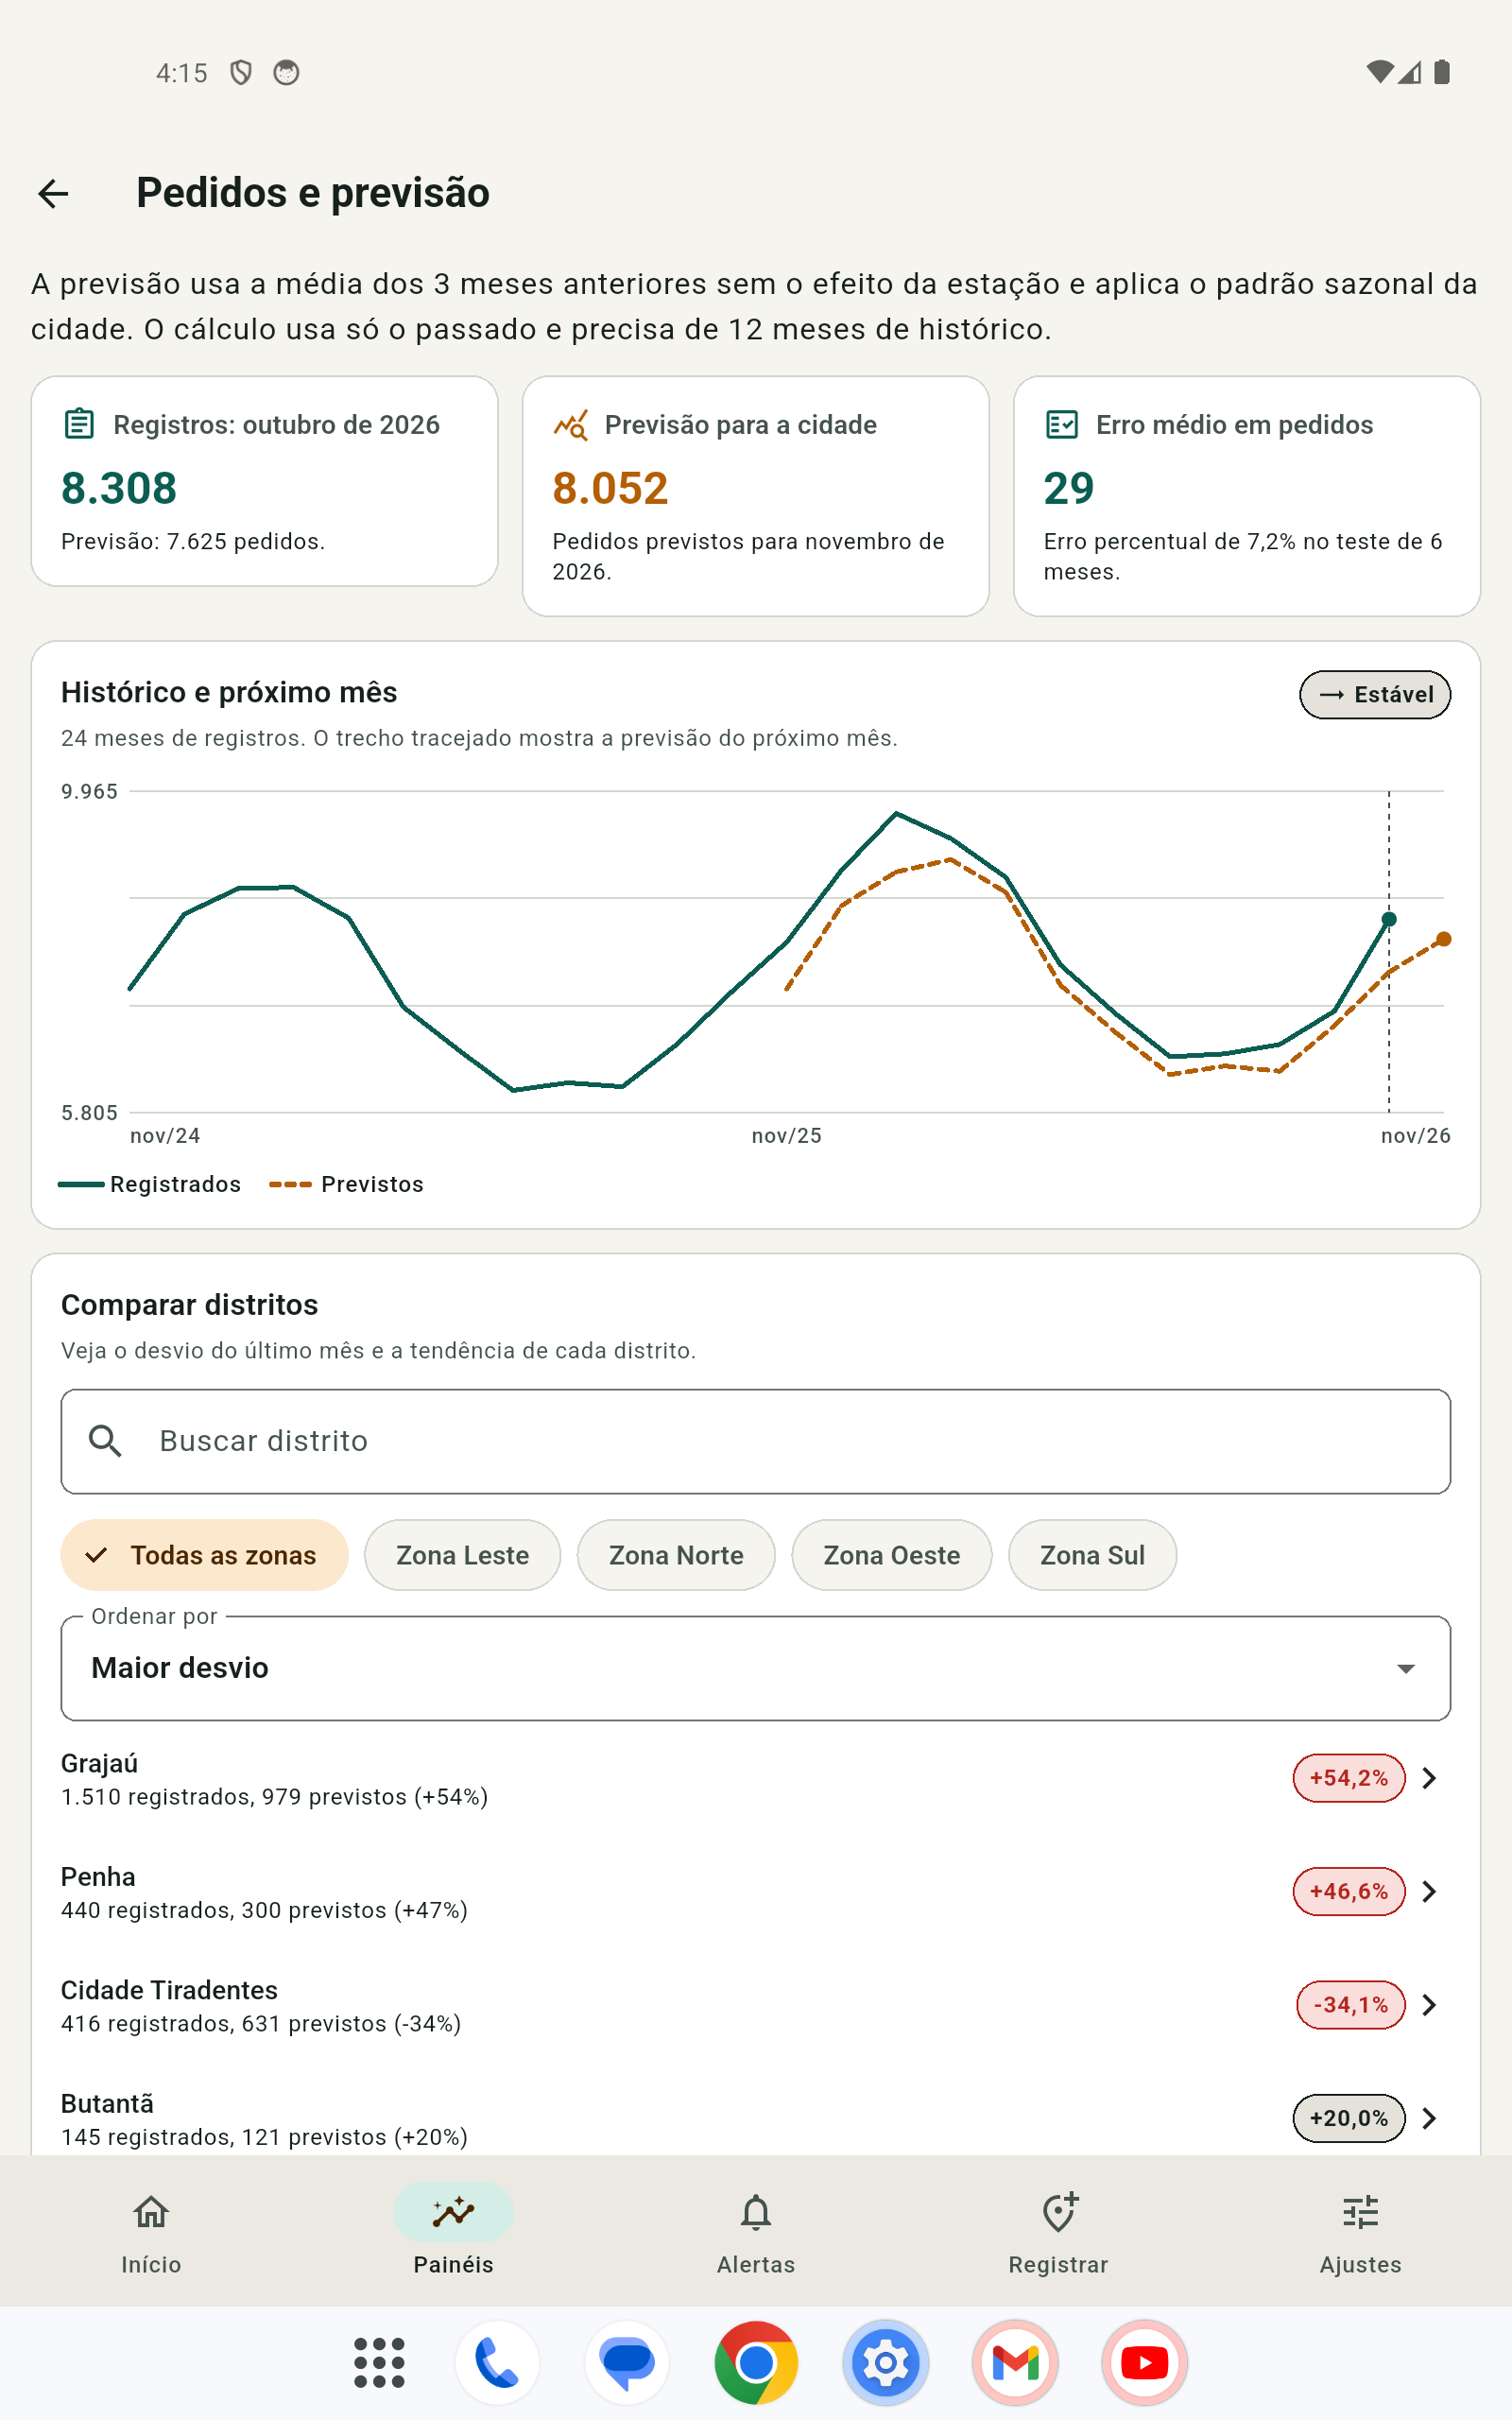 4:15
Pedidos e previsão
A previsão usa a média dos 3 meses anteriores sem o efeito da estação e aplica o padrão sazonal da
cidade. O cálculo usa só o passado e precisa de 12 meses de histórico.
Registros: outubro de 2026
8.308
Previsão: 7.625 pedidos.
Previsão para a cidade
8.052
Pedidos previstos para novembro de
2026.
Erro médio em pedidos
29
Erro percentual de 7,2% no teste de 6
meses.
Histórico e próximo mês
→ Estável
24 meses de registros. O trecho tracejado mostra a previsão do próximo mês.
9.965
5.805
nov/24
nov/25
nov/26
Registrados
Previstos
Comparar distritos
Veja o desvio do último mês e a tendência de cada distrito.
Buscar distrito
Todas as zonas
Zona Leste
Zona Norte
Zona Oeste
Zona Sul
Ordenar por
Maior desvio
Grajaú
1.510 registrados, 979 previstos (+54%)
+54,2%
Penha
440 registrados, 300 previstos (+47%)
+46,6%
Cidade Tiradentes
416 registrados, 631 previstos (-34%)
-34,1%
Butantã
145 registrados, 121 previstos (+20%)
+20,0%
Início
Painéis
Alertas
Registrar
Ajustes